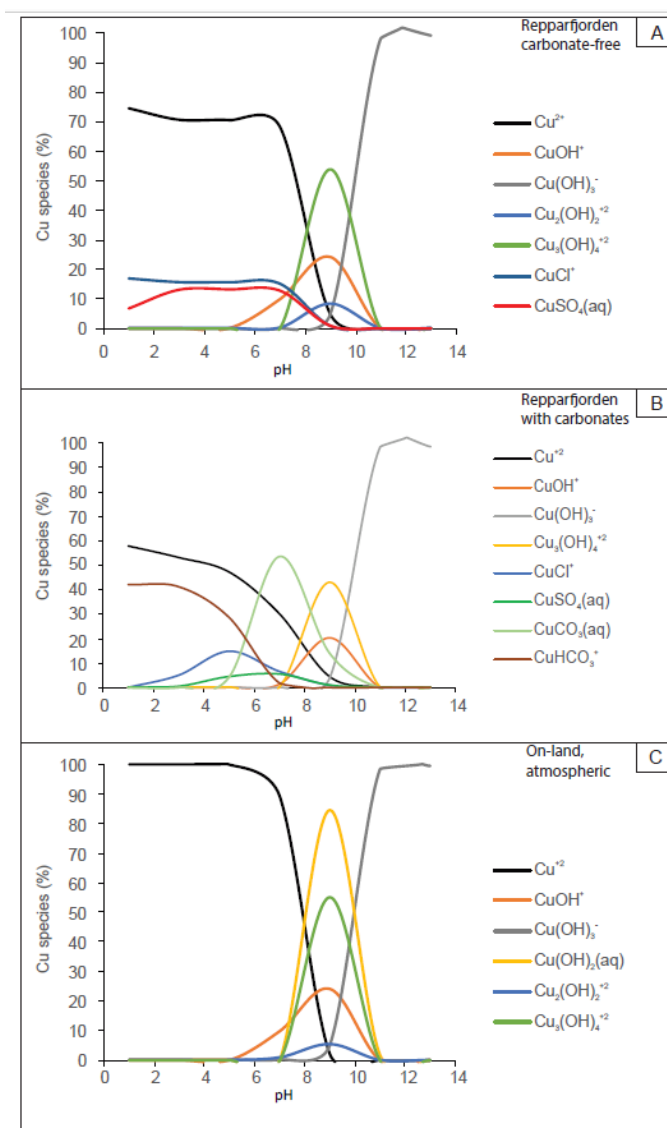 Repparfjorden
carbonate-free
A
100
90
80
70
60
50
40
30
20
10
0
Cu species (%)
0 2 4 6 8 10 12 14
pH
Cu²⁺
CuOH⁺
Cu(OH)₃⁻
Cu₂(OH)₂⁺²
Cu₃(OH)₄⁺²
CuCl⁺
CuSO₄(aq)
Repparfjorden
with carbonates
B
100
90
80
70
60
50
40
30
20
10
0
Cu species (%)
0 2 4 6 8 10 12 14
pH
Cu⁺²
CuOH⁺
Cu(OH)₃⁻
Cu₃(OH)₄⁺²
CuCl⁺
CuSO₄(aq)
CuCO₃(aq)
CuHCO₃⁺
On-land,
atmospheric
C
100
90
80
70
60
50
40
30
20
10
0
Cu species (%)
0 2 4 6 8 10 12 14
pH
Cu⁺²
CuOH⁺
Cu(OH)₃⁻
Cu(OH)₂(aq)
Cu₂(OH)₂⁺²
Cu₃(OH)₄⁺²